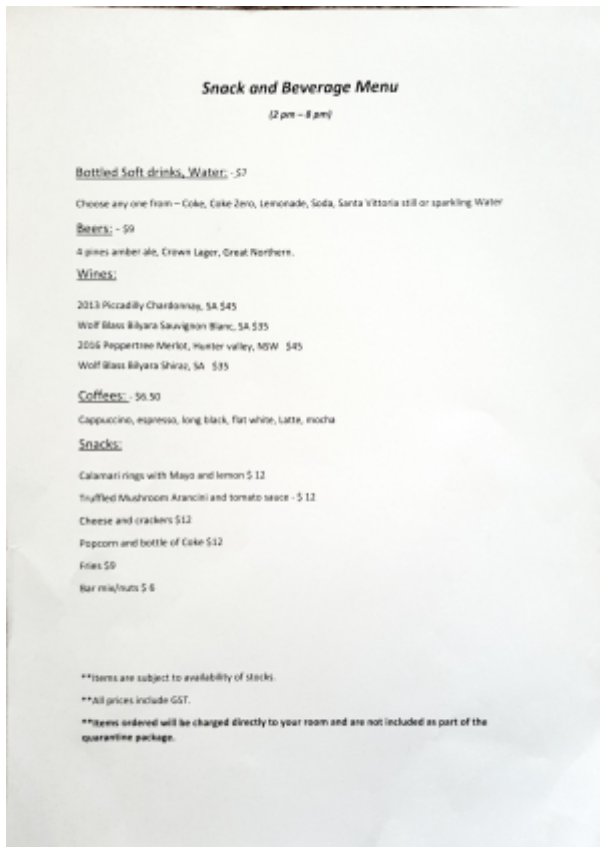 Snack and Beverage Menu
(2 pm – 8 pm)
Bottled Soft drinks, Water: - $7
Choose any one from – Coke, Coke Zero, Lemonade, Soda, Santa Vittoria still or sparkling Water
Beers: - $9
4 pines amber ale, Crown Lager, Great Northern.
Wines:
2013 Piccadilly Chardonnay, SA $45
Wolf Blass Bilyara Sauvignon Blanc, SA $35
2016 Peppertree Merlot, Hunter valley, NSW $45
Wolf Blass Bilyara Shiraz, SA $35
Coffees: - $6.50
Cappuccino, espresso, long black, flat white, Latte, mocha
Snacks:
Calamari rings with Mayo and lemon $ 12
Truffled Mushroom Arancini and tomato sauce - $ 12
Cheese and crackers $12
Popcorn and bottle of Coke $12
Fries $9
Bar mix/nuts $ 6
**Items are subject to availability of stocks.
**All prices include GST.
**Items ordered will be charged directly to your room and are not included as part of the
quarantine package.